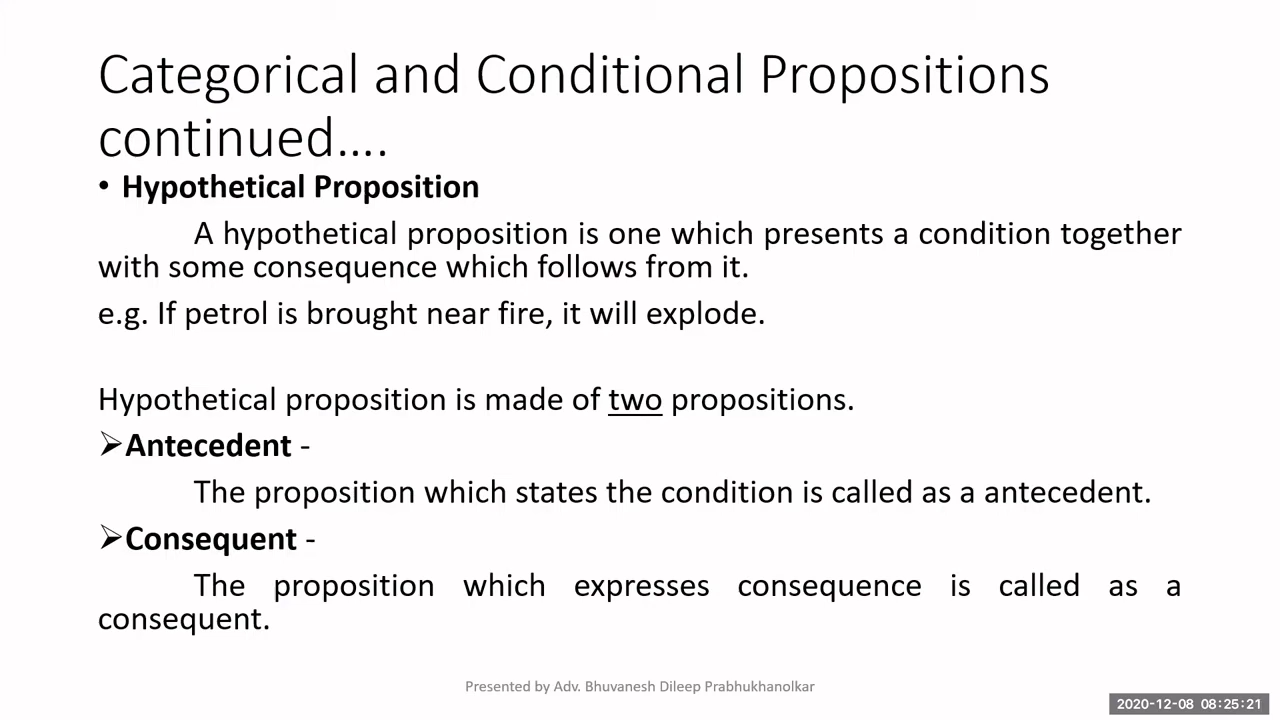 Categorical and Conditional Propositions
continued….
• Hypothetical Proposition
A hypothetical proposition is one which presents a condition together
with some consequence which follows from it.
e.g. If petrol is brought near fire, it will explode.
Hypothetical proposition is made of two propositions.
➢Antecedent -
The proposition which states the condition is called as a antecedent.
➢Consequent -
The proposition which expresses consequence is called as a
consequent.
Presented by Adv. Bhuvanesh Dileep Prabhukhanolkar
2020-12-08 08:25:21